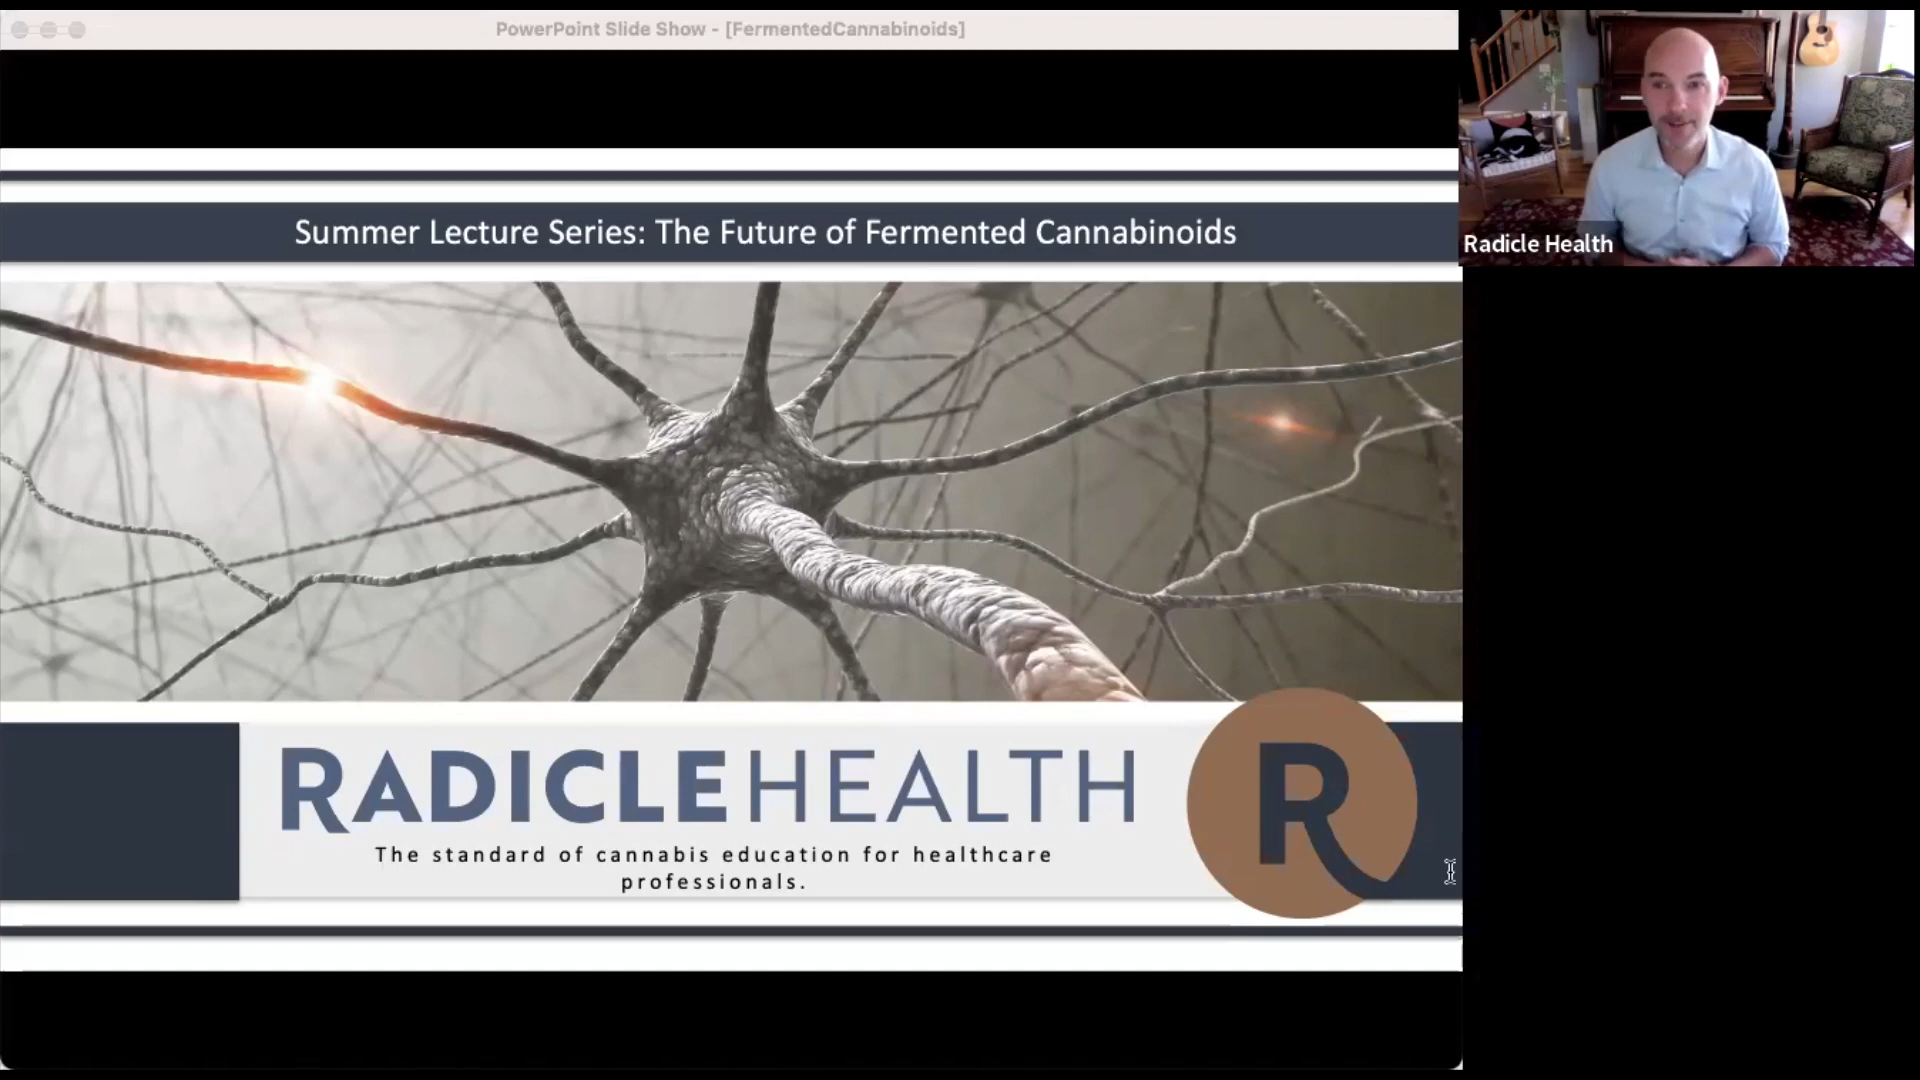 PowerPoint Slide Show - [FermentedCannabinoids]
Summer Lecture Series: The Future of Fermented Cannabinoids
Radicle Health
RADICLEHEALTH
The standard of cannabis education for healthcare
professionals.
R